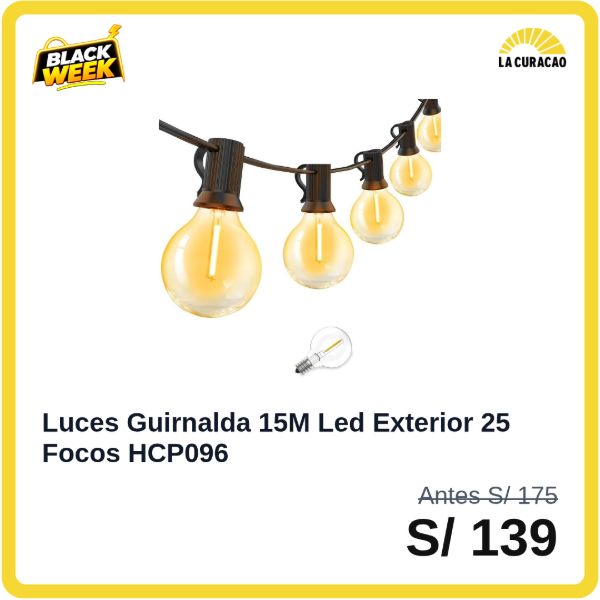 BLACK
WEEK
LA CURACAO
Luces Guirnalda 15M Led Exterior 25
Focos HCP096
Antes S/ 175
S/ 139